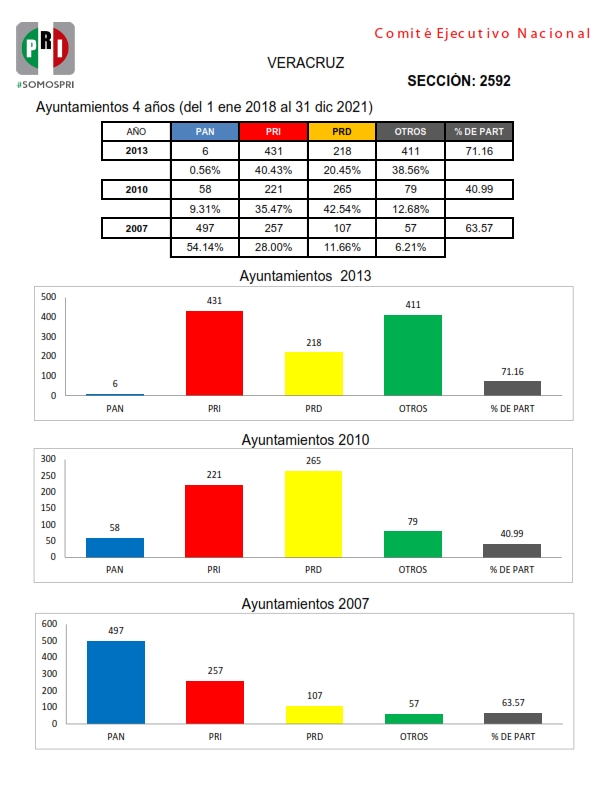 Comité Ejecutivo Nacional
PRI
#SOMOSPRI
VERACRUZ
SECCIÒN: 2592
Ayuntamientos 4 años (del 1 ene 2018 al 31 dic 2021)
AÑO PAN PRI PRD OTROS % DE PART
2013 6 431 218 411 71.16
0.56% 40.43% 20.45% 38.56%
2010 58 221 265 79 40.99
9.31% 35.47% 42.54% 12.68%
2007 497 257 107 57 63.57
54.14% 28.00% 11.66% 6.21%
Ayuntamientos 2013
500
400
300
200
100
0
6 431 218 411 71.16
PAN PRI PRD OTROS % DE PART
Ayuntamientos 2010
300
250
200
150
100
50
0
58 221 265 79 40.99
PAN PRI PRD OTROS % DE PART
Ayuntamientos 2007
600
500
400
300
200
100
0
497 257 107 57 63.57
PAN PRI PRD OTROS % DE PART